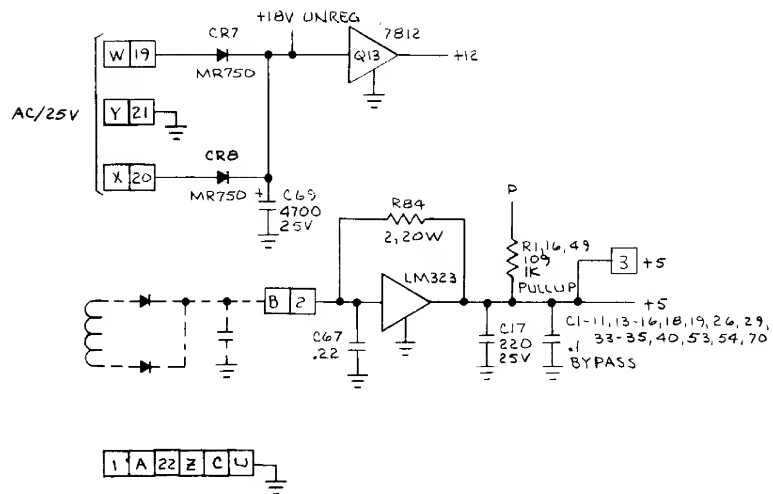 +18V UNREG
7812
CR7
W 19
Q13
+12
MR750
AC/25V
Y 21
CR8
X 20
MR750
+
C69
4700
25V
R84
2, 20W
P
R1, 16, 49
109
1K
PULLUP
3 +5
LM323
B 2
+5
C67
.22
C17
220
25V
C1-11, 13-16, 18, 19, 26, 29,
33-35, 40, 53, 54, 70
.1
BYPASS
1 A 22 Z C U